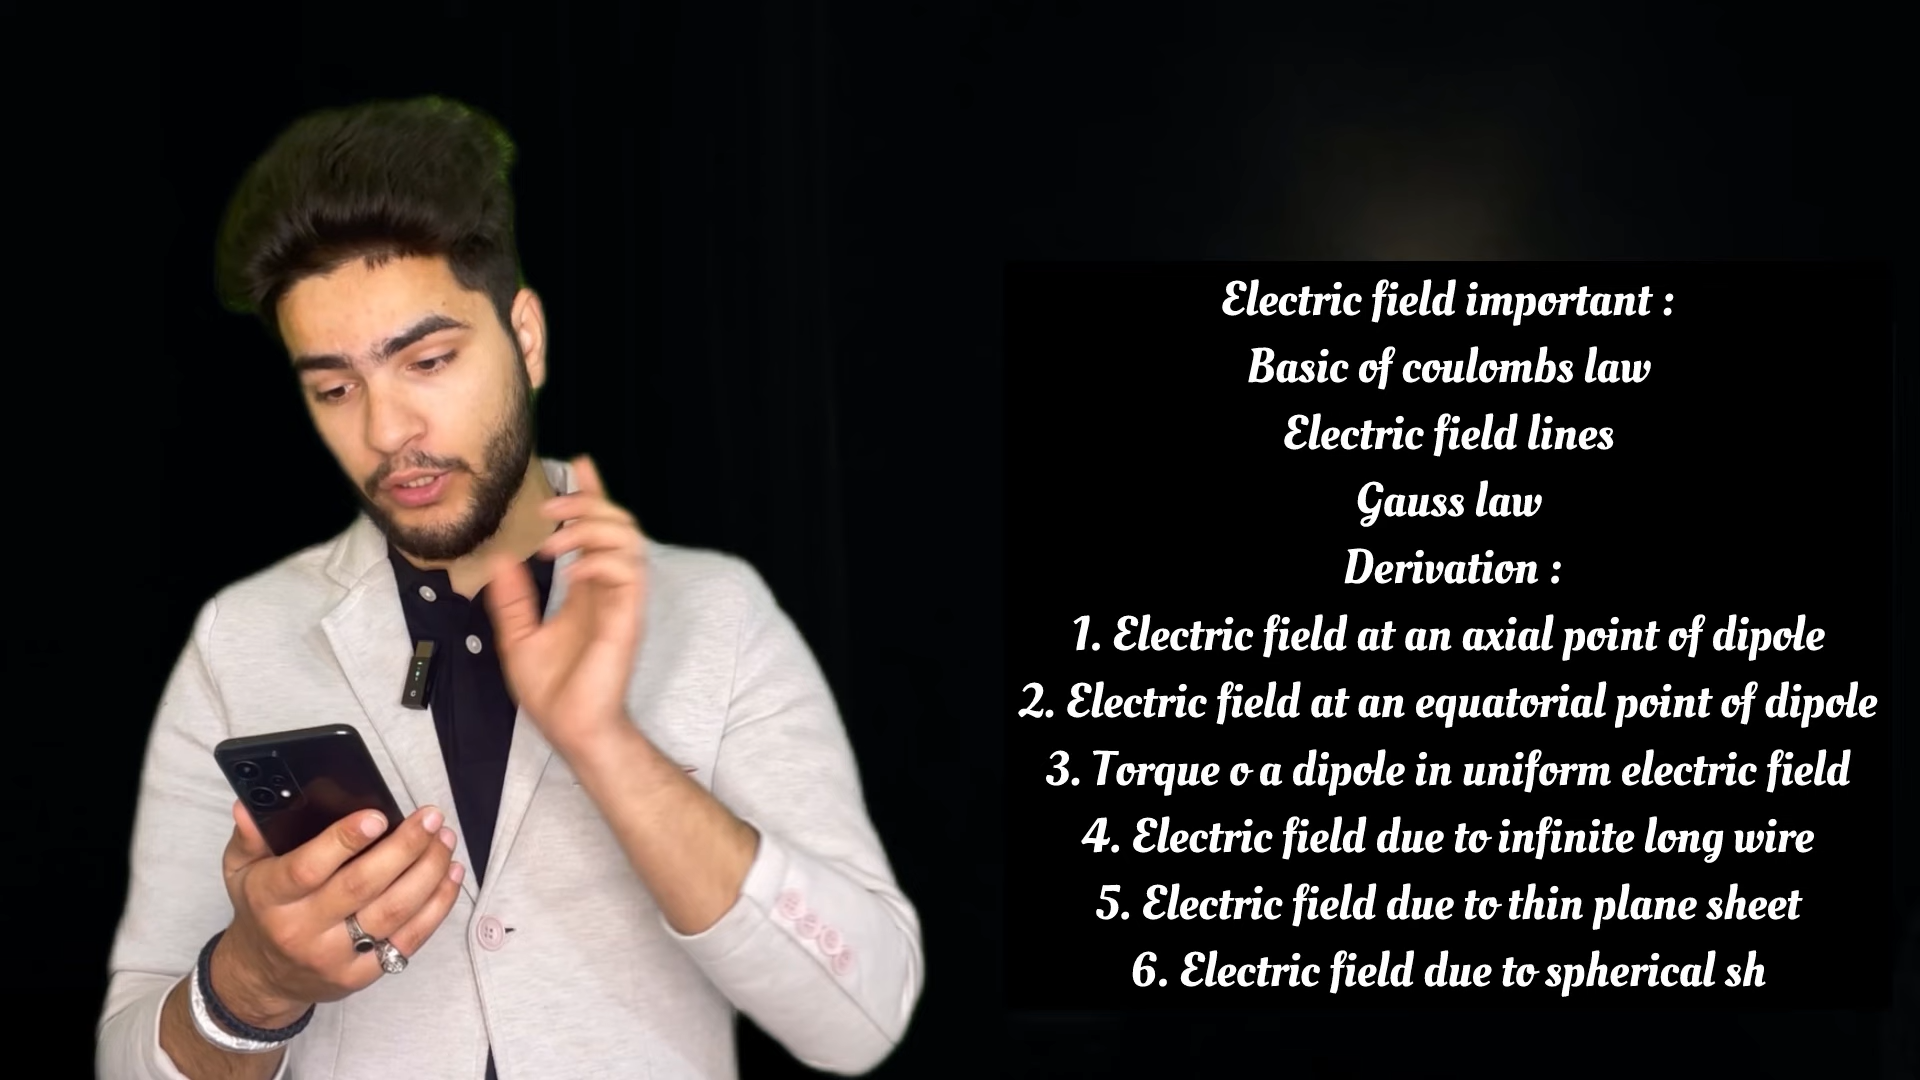 Electric field important :
Basic of coulombs law
Electric field lines
Gauss law
Derivation :
1. Electric field at an axial point of dipole
2. Electric field at an equatorial point of dipole
3. Torque o a dipole in uniform electric field
4. Electric field due to infinite long wire
5. Electric field due to thin plane sheet
6. Electric field due to spherical sh